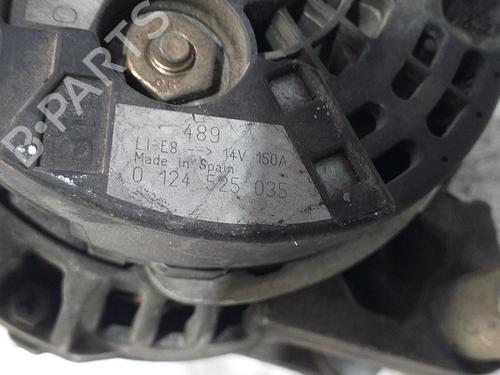 B-PARTS
489
LI-E8 --> 14V 150A
Made in Spain
0 124 525 035